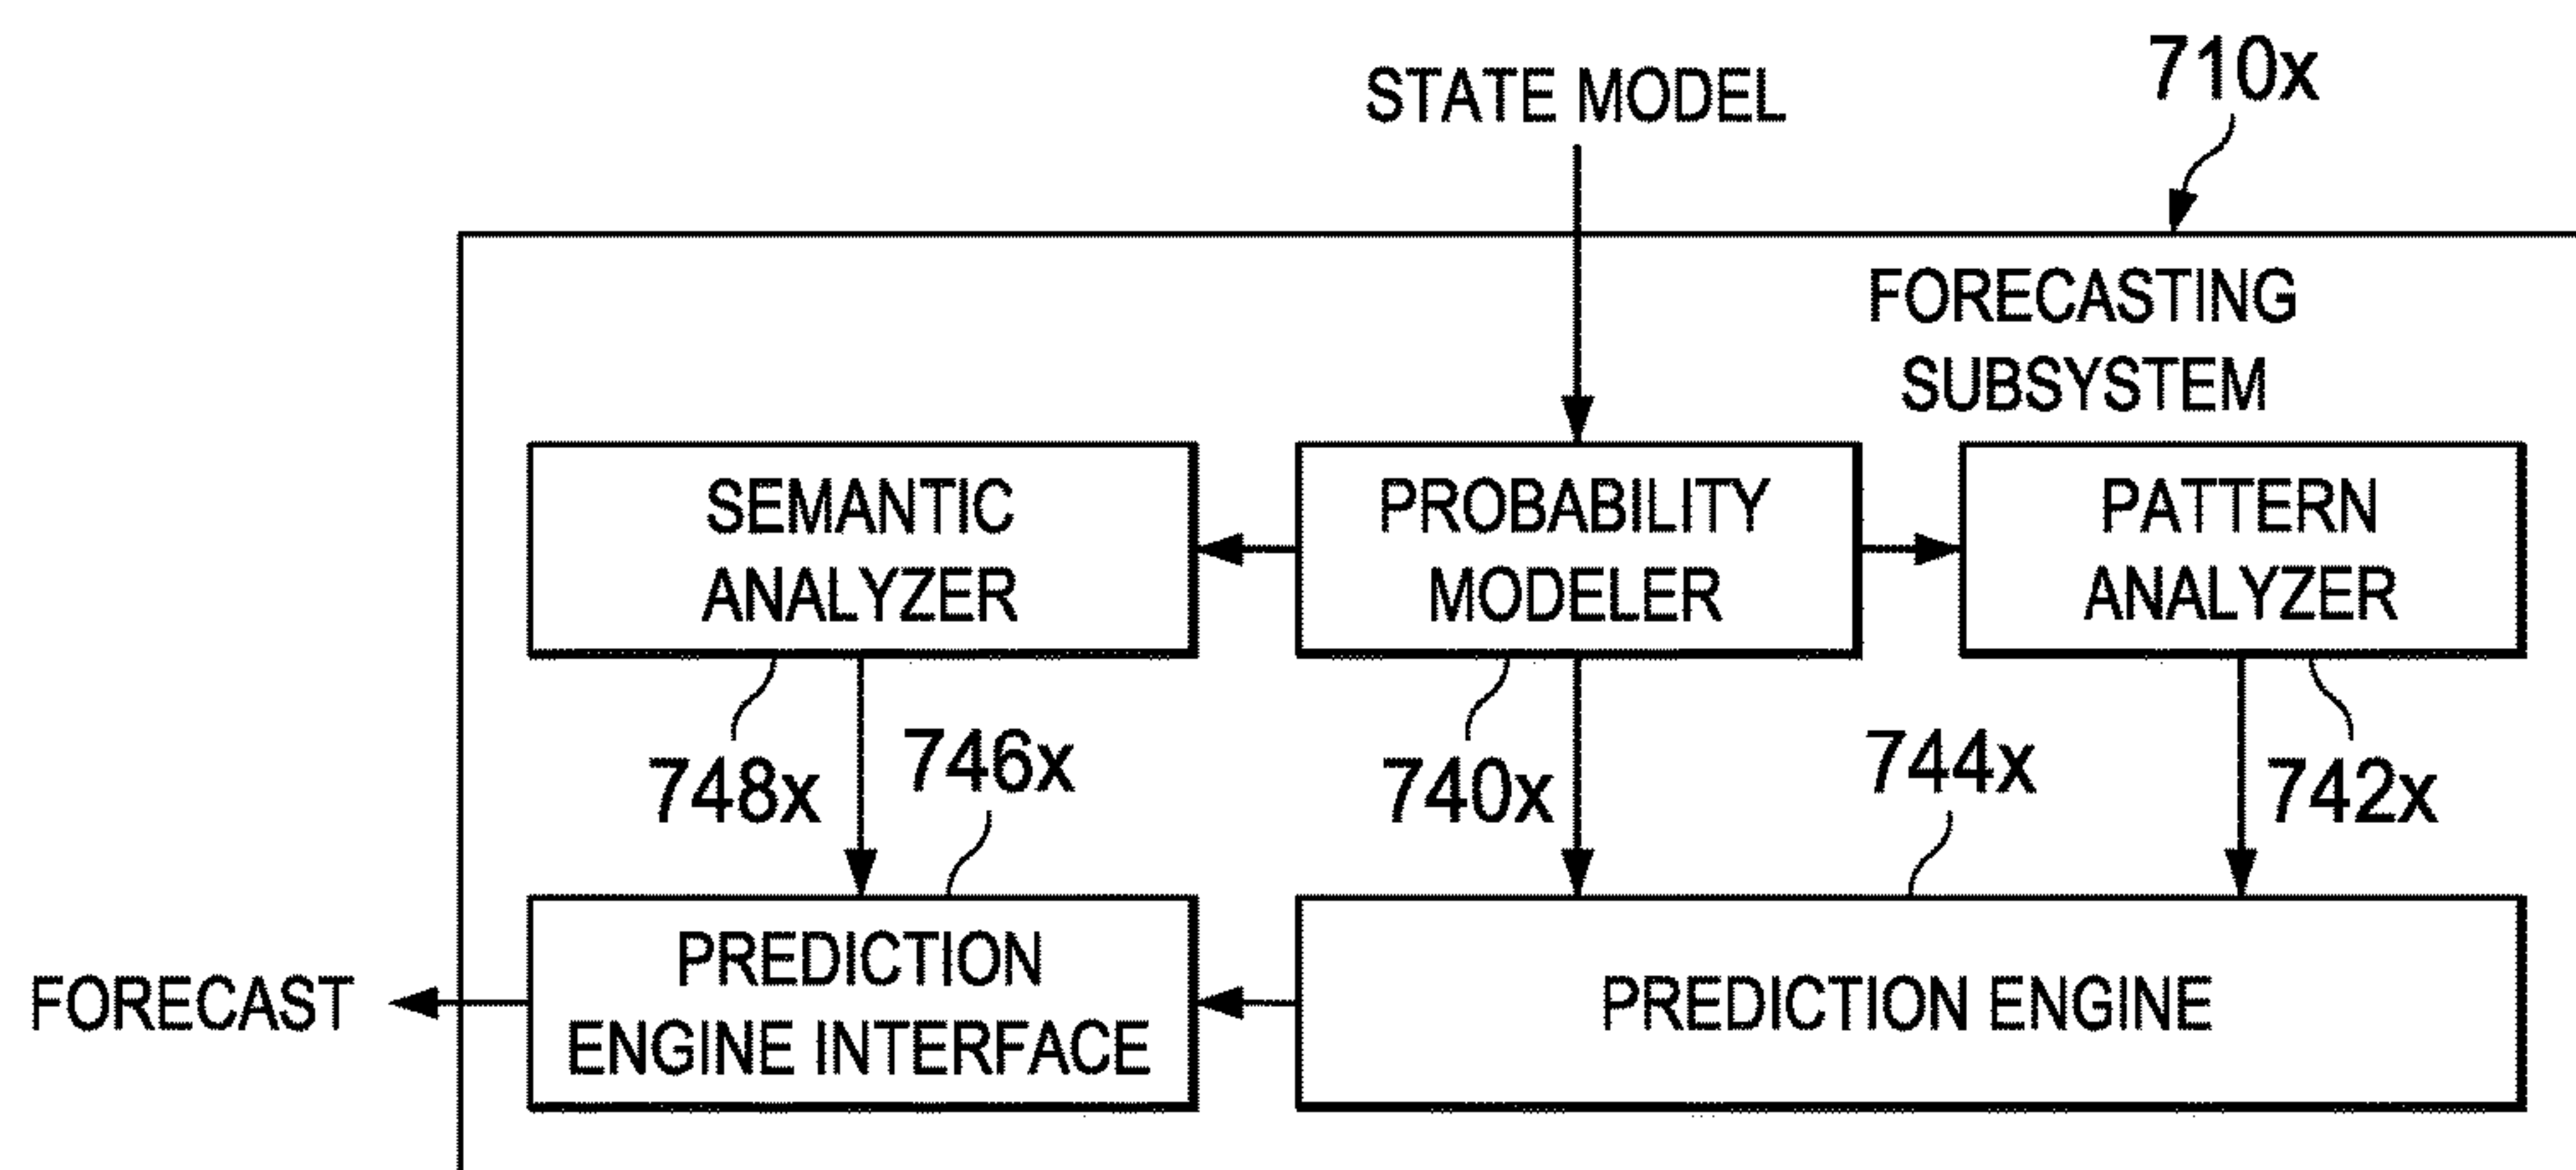 710x
STATE MODEL
FORECASTING
SUBSYSTEM
SEMANTIC
ANALYZER
PROBABILITY
MODELER
PATTERN
ANALYZER
748x
746x
740x
744x
742x
FORECAST
PREDICTION
ENGINE INTERFACE
PREDICTION ENGINE